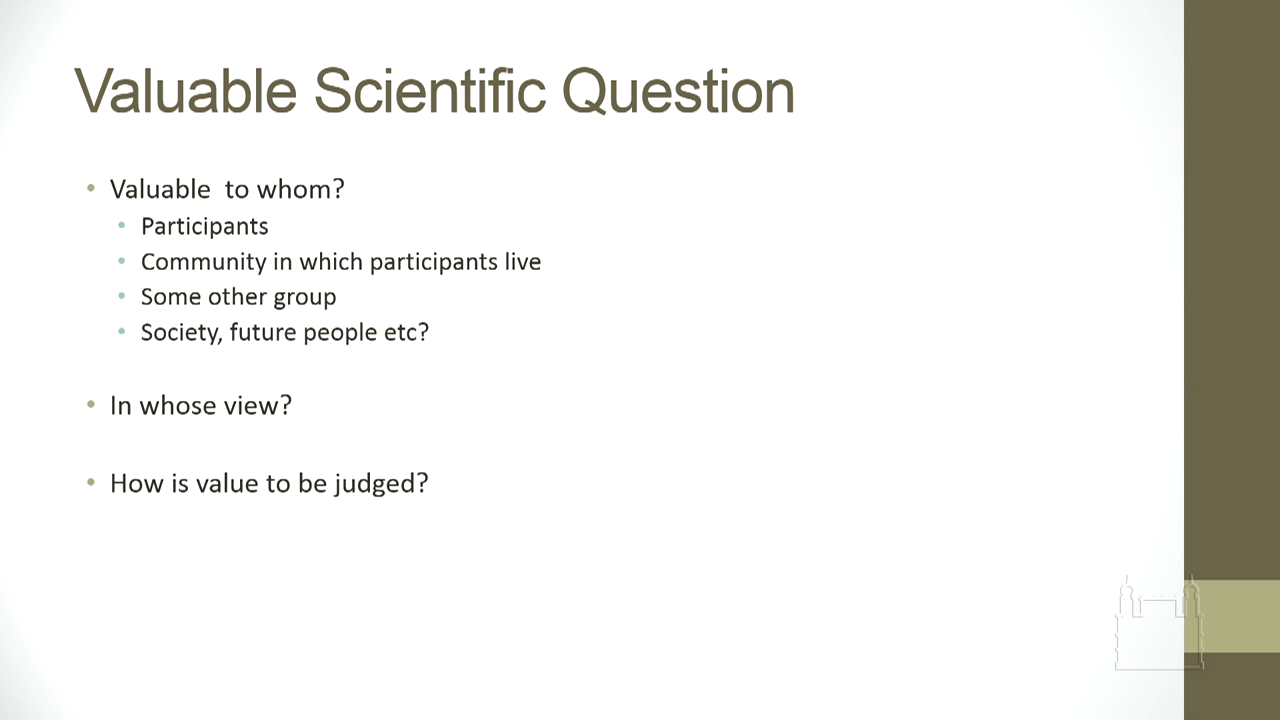 Valuable Scientific Question
• Valuable  to whom?
• Participants
• Community in which participants live
• Some other group
• Society, future people etc?
• In whose view?
• How is value to be judged?